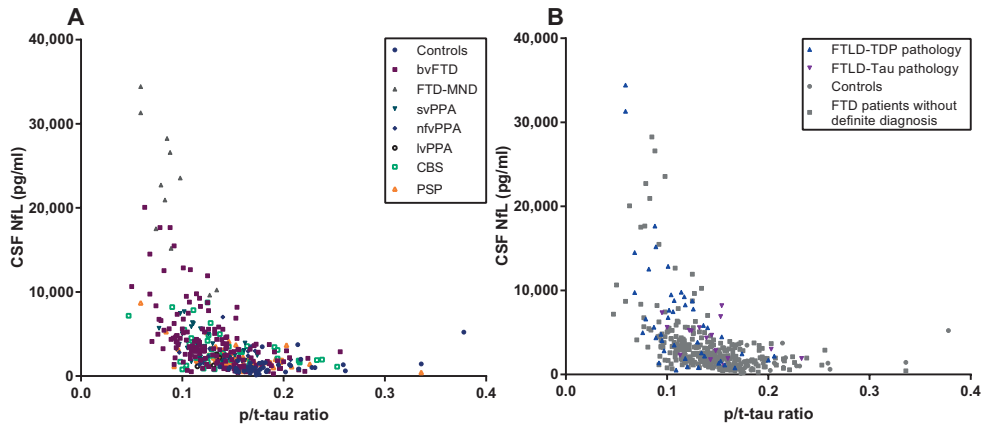 A
40,000
30,000
20,000
10,000
0
0.0
0.1
0.2
0.3
0.4
CSF NfL (pg/ml)
p/t-tau ratio
Controls
bvFTD
FTD-MND
svPPA
nfvPPA
lvPPA
CBS
PSP
B
40,000
30,000
20,000
10,000
0
0.0
0.1
0.2
0.3
0.4
CSF NfL (pg/ml)
p/t-tau ratio
FTLD-TDP pathology
FTLD-Tau pathology
Controls
FTD patients without
definite diagnosis